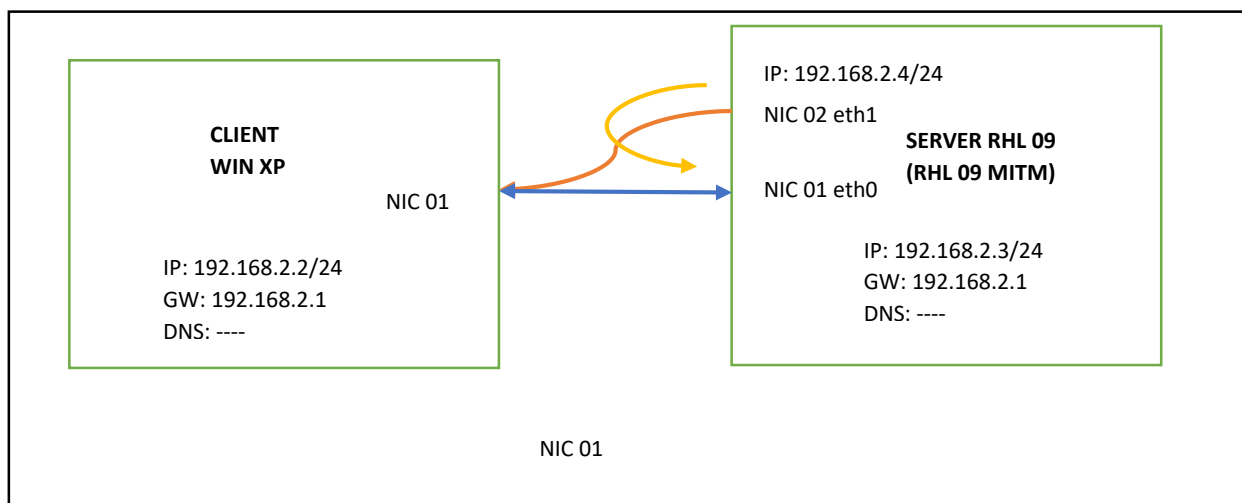 CLIENT
WIN XP
NIC 01
IP: 192.168.2.2/24
GW: 192.168.2.1
DNS: ----
IP: 192.168.2.4/24
NIC 02 eth1
SERVER RHL 09
(RHL 09 MITM)
NIC 01 eth0
IP: 192.168.2.3/24
GW: 192.168.2.1
DNS: ----
NIC 01